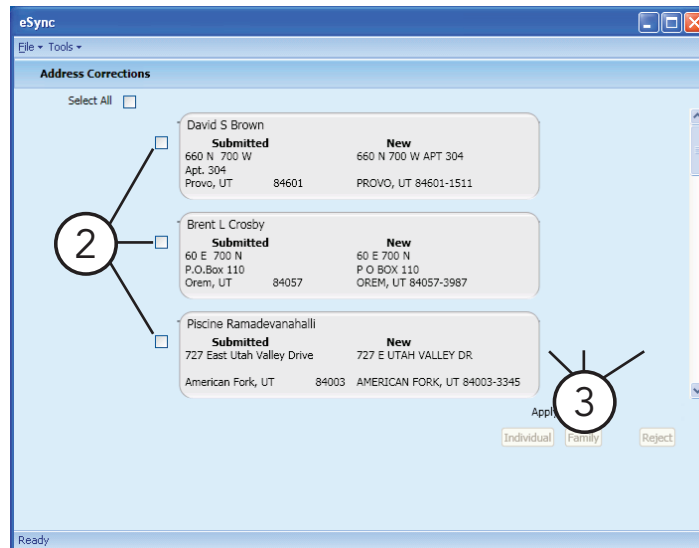 eSync
File Tools
Address Corrections
Select All
David S Brown
Submitted New
660 N 700 W 660 N 700 W APT 304
Apt. 304
Provo, UT 84601 PROVO, UT 84601-1511
2
Brent L Crosby
Submitted New
60 E 700 N 60 E 700 N
P.O.Box 110 P O BOX 110
Orem, UT 84057 OREM, UT 84057-3987
Piscine Ramadevanahalli
Submitted New
727 East Utah Valley Drive 727 E UTAH VALLEY DR
American Fork, UT 84003 AMERICAN FORK, UT 84003-3345
3
Apply
Individual Family Reject
Ready